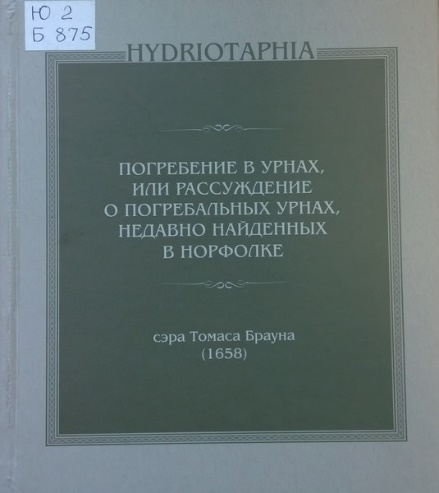 Ю 2
Б 875
HYDRIOTAPHIA
ПОГРЕБЕНИЕ В УРНАХ,
ИЛИ РАССУЖДЕНИЕ
О ПОГРЕБАЛЬНЫХ УРНАХ,
НЕДАВНО НАЙДЕННЫХ
В НОРФОЛКЕ
сэра Томаса Брауна
(1658)